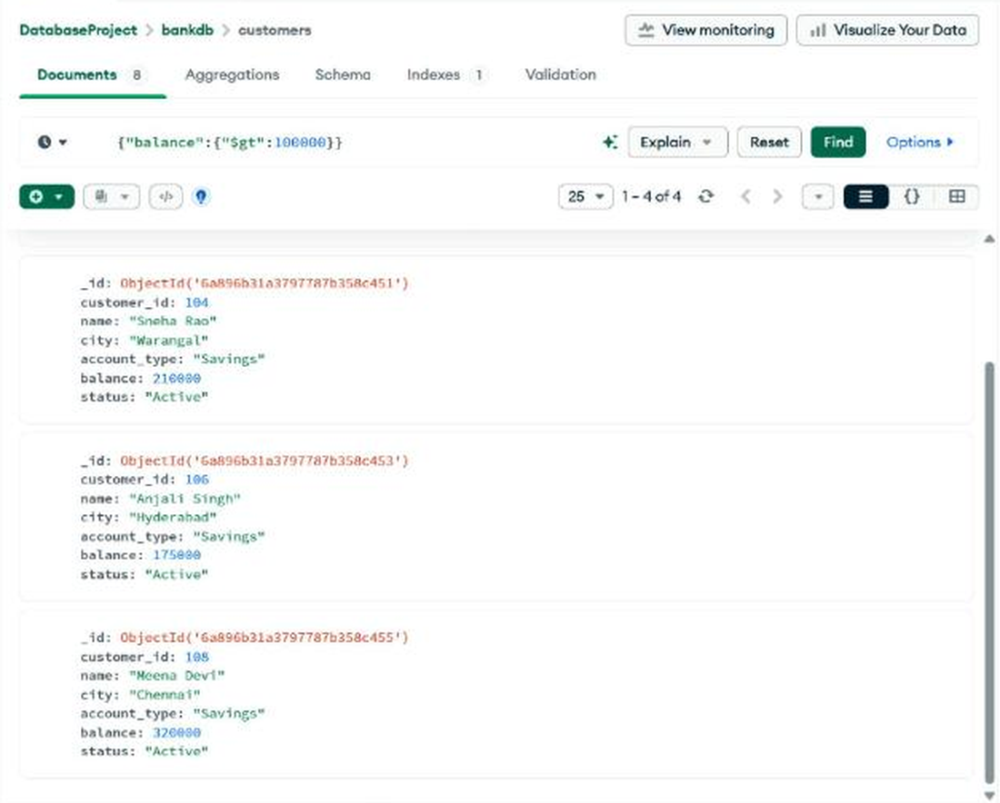 DatabaseProject > bankdb > customers View monitoring Visualize Your Data
Documents 8 Aggregations Schema Indexes 1 Validation
{"balance":{"$gt":100000}} Explain Reset Find Options
25 1 – 4 of 4 {}
_id: ObjectId('6a896b31a3797787b358c451')
customer_id: 104
name: "Sneha Rao"
city: "Warangal"
account_type: "Savings"
balance: 210000
status: "Active"
_id: ObjectId('6a896b31a3797787b358c453')
customer_id: 106
name: "Anjali Singh"
city: "Hyderabad"
account_type: "Savings"
balance: 175000
status: "Active"
_id: ObjectId('6a896b31a3797787b358c455')
customer_id: 108
name: "Meena Devi"
city: "Chennai"
account_type: "Savings"
balance: 320000
status: "Active"